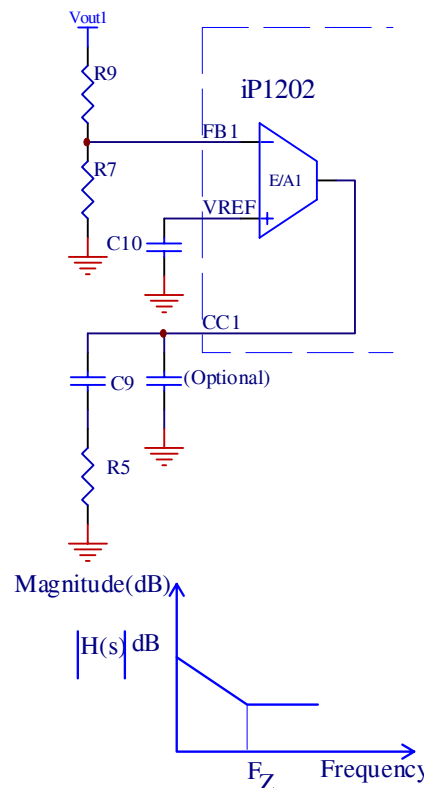 Vout1
R9
iP1202
FB1
R7
E/A1
VREF
C10
CC1
C9
(Optional)
R5
Magnitude(dB)
|H(s)| dB
Frequency
FZ